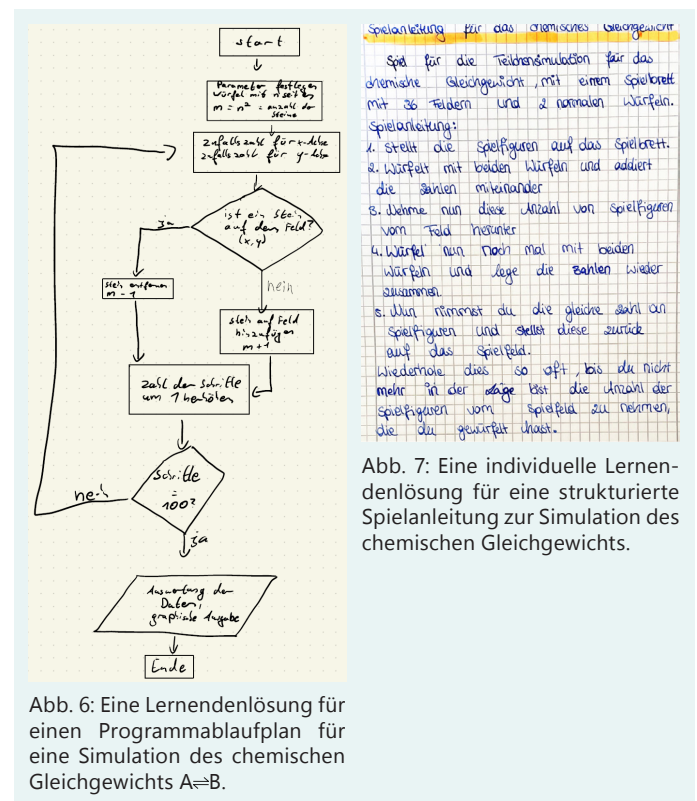 start
Parameter festlegen
würfel mit n seiten
m = n² = anzahl der
steine
zufallszahl für x-Achse
zufallszahl für y-Achse
ist ein Stein
auf dem Feld?
(x,y)
ja
nein
stein entfernen
m - 1
stein auf Feld
hinzufügen
m + 1
zahl der Schritte
um 1 erhöhen
Schritte
=
100?
nein
ja
Auswertung der
Daten,
graphische Ausgabe
Ende
Abb. 6: Eine Lernendenlösung für
einen Programmablaufplan für
eine Simulation des chemischen
Gleichgewichts A⇌B.
Spielanleitung für das chemisches Gleichgewicht
Spiel für die Teilchensimulation für das
chemische Gleichgewicht, mit einem Spielbrett
mit 36 Feldern und 2 normalen Würfeln.
Spielanleitung:
1. Stellt die Spielfiguren auf das Spielbrett.
2. Würfelt mit beiden Würfeln und addiert
die Zahlen miteinander
3. Nehme nun diese Anzahl von Spielfiguren
vom Feld herunter
4. Würfel nun noch mal mit beiden
Würfeln und lege die Zahlen wieder
zusammen.
5. Nun nimmst du die gleiche Zahl an
Spielfiguren und stellst diese zurück
auf das Spielfeld.
Wiederhole dies so oft, bis du nicht
mehr in der Lage bist die Anzahl der
Spielfiguren vom Spielfeld zu nehmen,
die du gewürfelt hast.
Abb. 7: Eine individuelle Lernen-
denlösung für eine strukturierte
Spielanleitung zur Simulation des
chemischen Gleichgewichts.